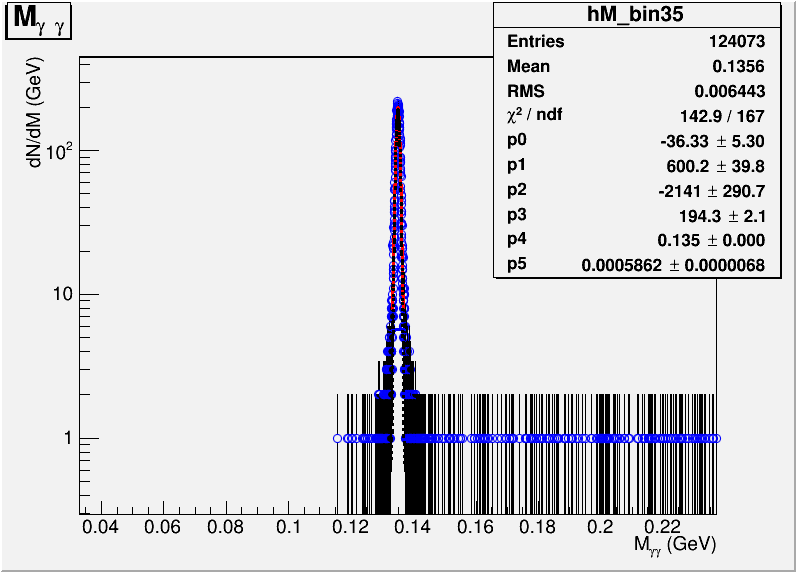 M γ γ
hM_bin35
Entries 124073
Mean 0.1356
RMS 0.006443
χ² / ndf 142.9 / 167
p0 -36.33 ± 5.30
p1 600.2 ± 39.8
p2 -2141 ± 290.7
p3 194.3 ± 2.1
p4 0.135 ± 0.000
p5 0.0005862 ± 0.0000068
dN/dM (GeV)
10²
10
1
0.04 0.06 0.08 0.1 0.12 0.14 0.16 0.18 0.2 0.22
Mγγ (GeV)